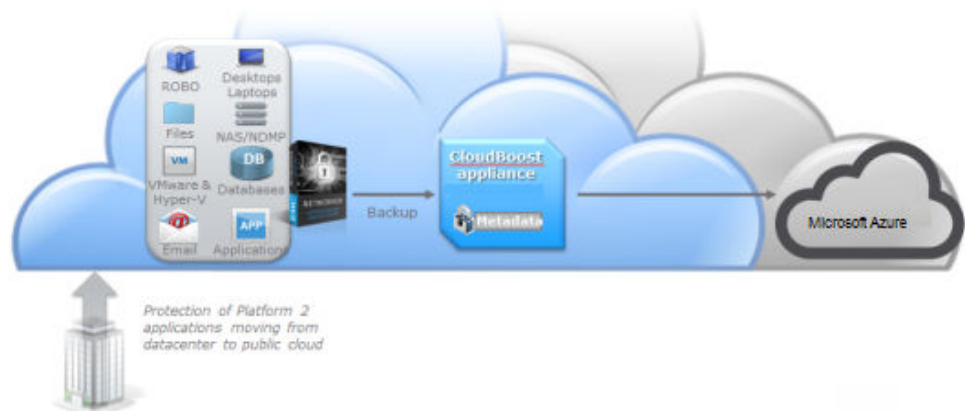 ROBO
Desktops
Laptops
Files
NAS/NDMP
VM
DB
VMware &
Hyper-V
Databases
Email
APP
Applications
NETWORKER
Backup
CloudBoost
appliance
Metadata
Microsoft Azure
Protection of Platform 2
applications moving from
datacenter to public cloud